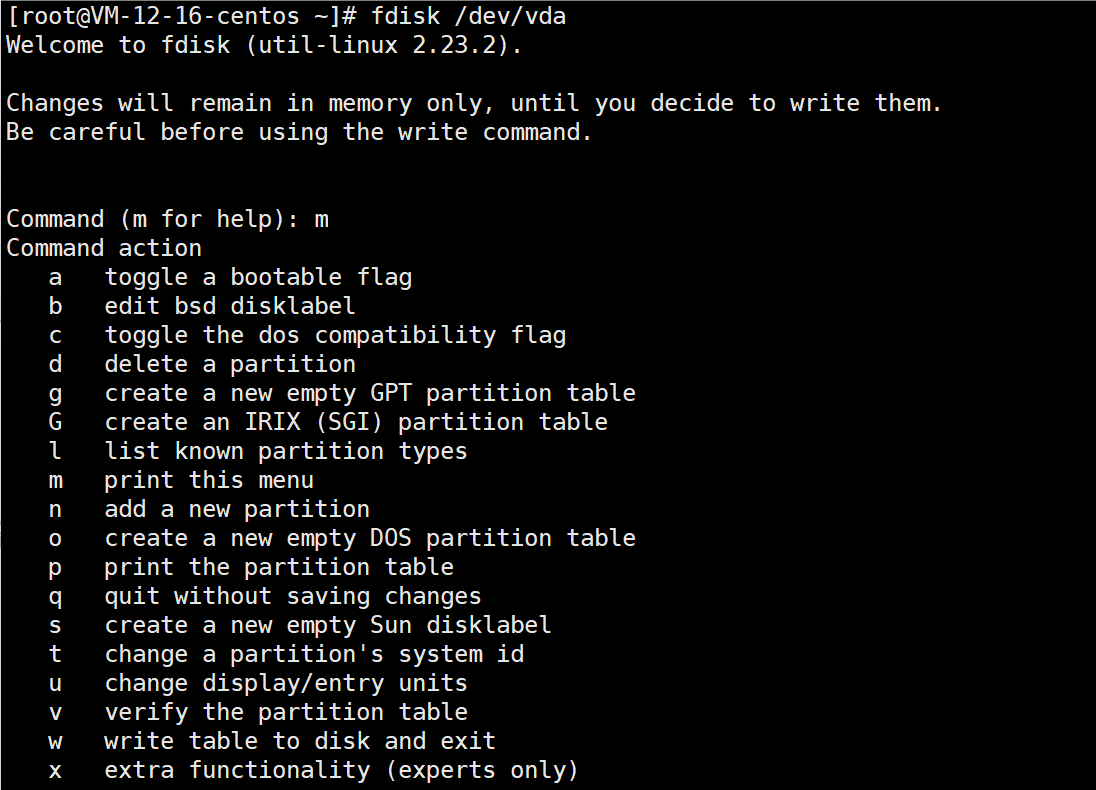 [root@VM-12-16-centos ~]# fdisk /dev/vda
Welcome to fdisk (util-linux 2.23.2).

Changes will remain in memory only, until you decide to write them.
Be careful before using the write command.


Command (m for help): m
Command action
   a   toggle a bootable flag
   b   edit bsd disklabel
   c   toggle the dos compatibility flag
   d   delete a partition
   g   create a new empty GPT partition table
   G   create an IRIX (SGI) partition table
   l   list known partition types
   m   print this menu
   n   add a new partition
   o   create a new empty DOS partition table
   p   print the partition table
   q   quit without saving changes
   s   create a new empty Sun disklabel
   t   change a partition's system id
   u   change display/entry units
   v   verify the partition table
   w   write table to disk and exit
   x   extra functionality (experts only)